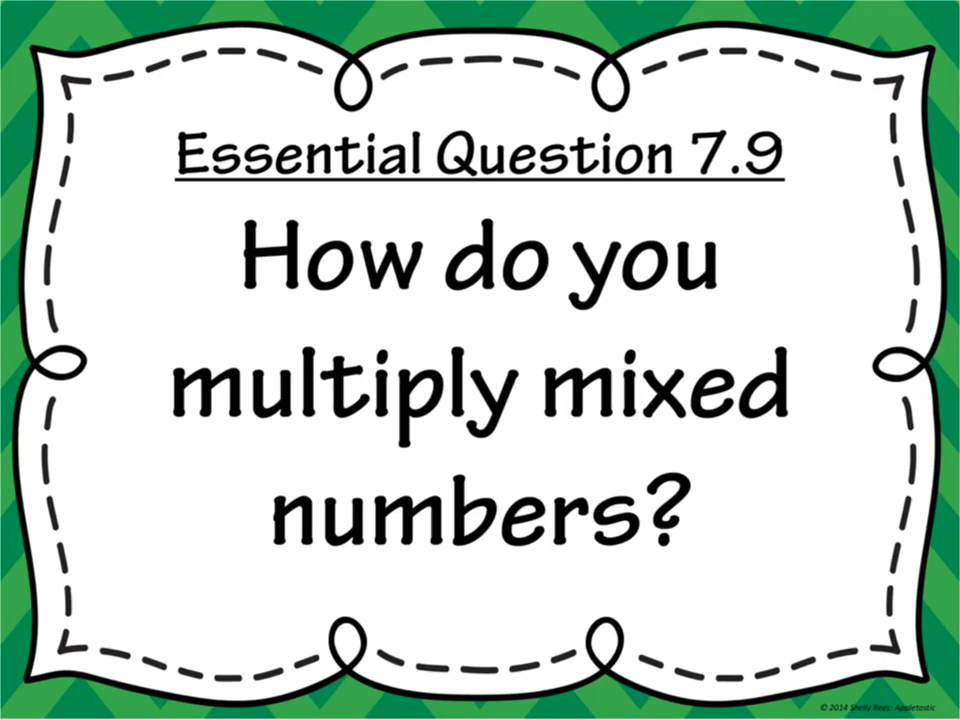 Essential Question 7.9
How do you
multiply mixed
numbers?
© 2014 Shelly Rees: Appletastic